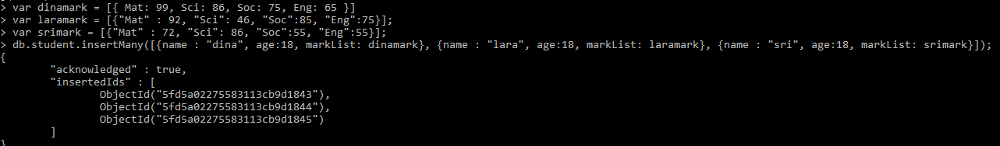 > var dinamark = [{ Mat: 99, Sci: 86, Soc: 75, Eng: 65 }]
> var laramark = [{"Mat" : 92, "Sci": 46, "Soc":85, "Eng":75}];
> var srimark = [{"Mat" : 72, "Sci": 86, "Soc":55, "Eng":55}];
> db.student.insertMany([{name : "dina", age:18, markList: dinamark}, {name : "lara", age:18, markList: laramark}, {name : "sri", age:18, markList: srimark}]);
{
        "acknowledged" : true,
        "insertedIds" : [
                ObjectId("5fd5a02275583113cb9d1843"),
                ObjectId("5fd5a02275583113cb9d1844"),
                ObjectId("5fd5a02275583113cb9d1845")
        ]
}